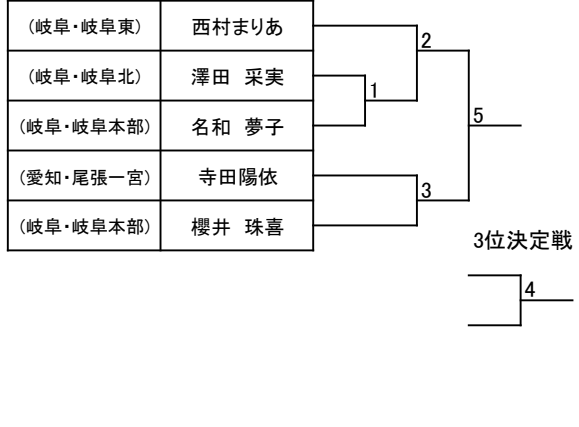 (岐阜・岐阜東) 西村まりあ
2
(岐阜・岐阜北) 澤田 采実
1
(岐阜・岐阜本部) 名和 夢子
5
(愛知・尾張一宮) 寺田陽依
3
(岐阜・岐阜本部) 櫻井 珠喜
3位決定戦
4